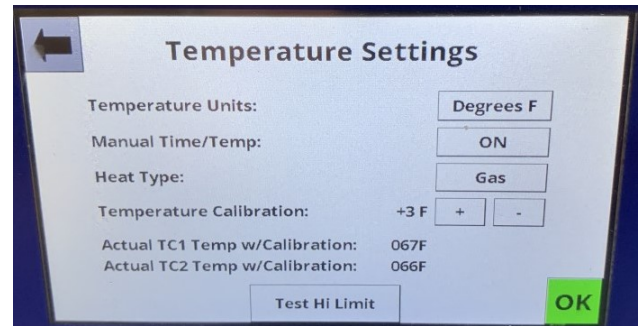 Temperature Settings
Temperature Units: Degrees F
Manual Time/Temp: ON
Heat Type: Gas
Temperature Calibration: +3 F + -
Actual TC1 Temp w/Calibration: 067F
Actual TC2 Temp w/Calibration: 066F
Test Hi Limit
OK